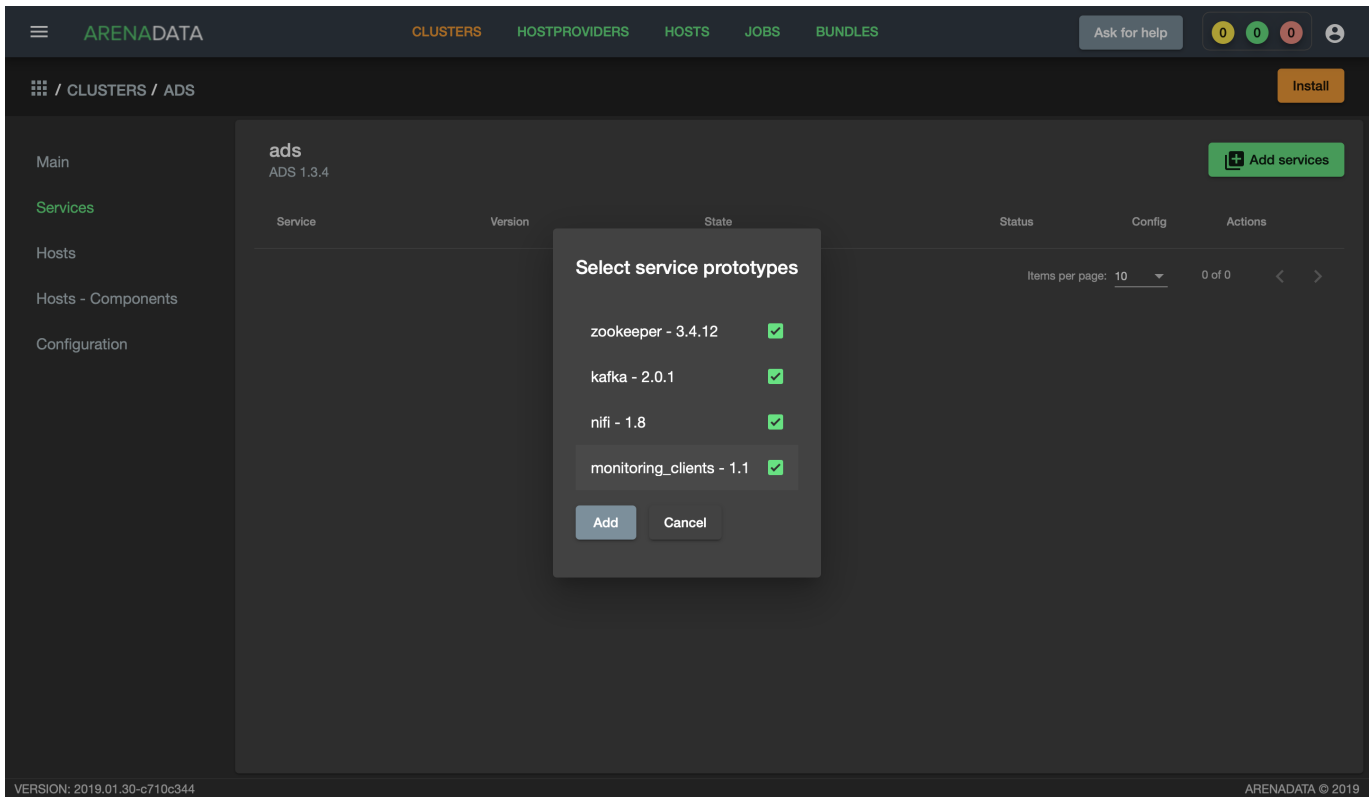 ARENADATA CLUSTERS HOSTPROVIDERS HOSTS JOBS BUNDLES Ask for help 0 0 0
/ CLUSTERS / ADS Install
Main
Services
Hosts
Hosts - Components
Configuration
ads
ADS 1.3.4
Add services
Service Version State Status Config Actions
Items per page: 10 0 of 0
Select service prototypes
zookeeper - 3.4.12
kafka - 2.0.1
nifi - 1.8
monitoring_clients - 1.1
Add Cancel
VERSION: 2019.01.30-c710c344 ARENADATA © 2019